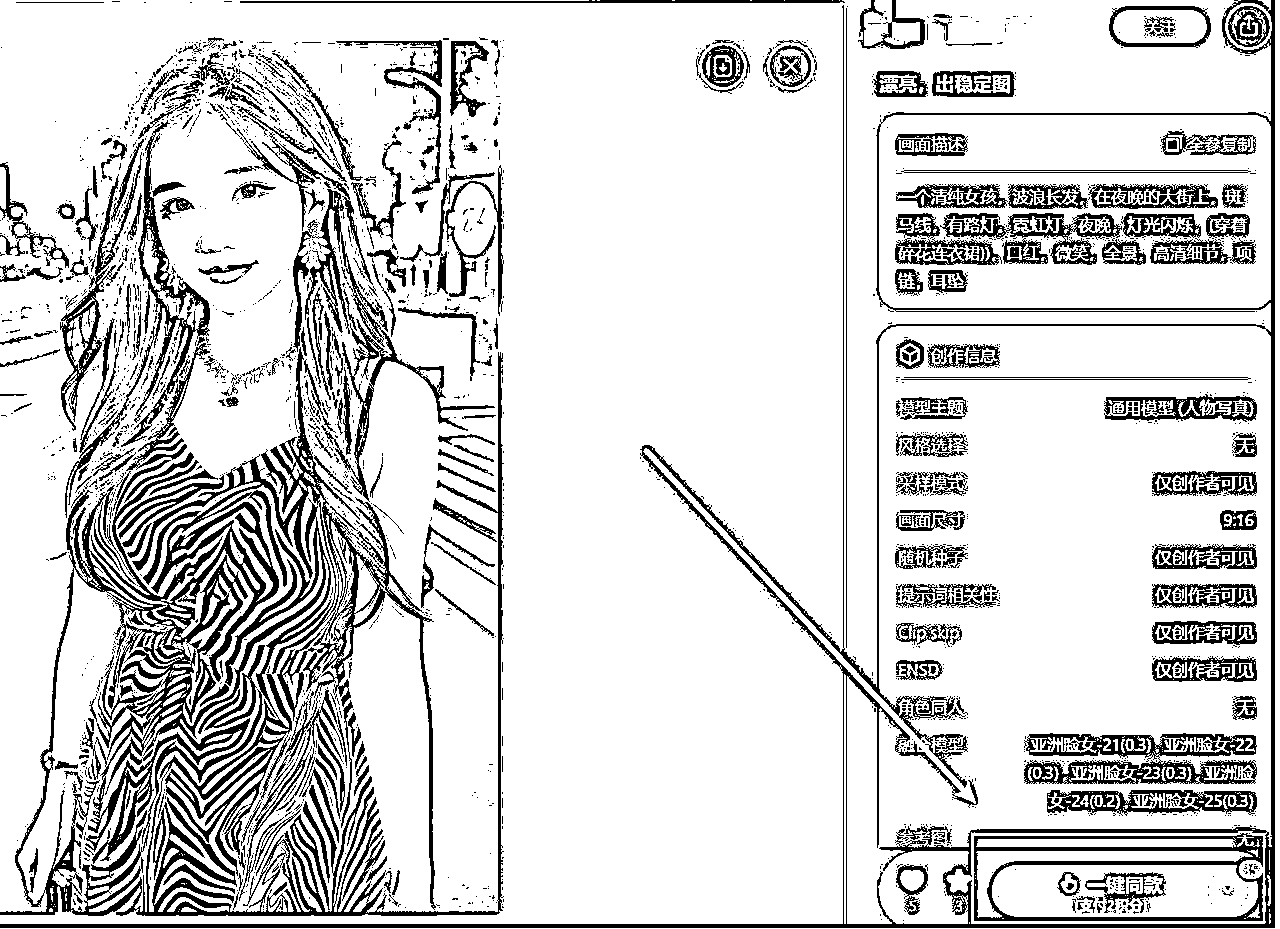 关注
漂亮，出稳定图
画面描述
全参复制
一个清纯女孩，波浪长发，在夜晚的大街上，斑
马线，有路灯，霓虹灯，夜晚，灯光闪烁，（（穿着
碎花连衣裙）），口红，微笑，全景，高清细节，项
链，耳坠
创作信息
模型主题 通用模型 (人物写真)
风格选择 无
采样模式 仅创作者可见
画面尺寸 9:16
随机种子 仅创作者可见
提示词相关性 仅创作者可见
Clip skip 仅创作者可见
ENSD 仅创作者可见
角色同人 无
融合模型 亚洲脸女-21(0.3) ,亚洲脸女-22
(0.3) ,亚洲脸女-23(0.3) ,亚洲脸
女-24(0.2) ,亚洲脸女-25(0.3)
参考图 无
5
3
一键同款
(支付2积分)